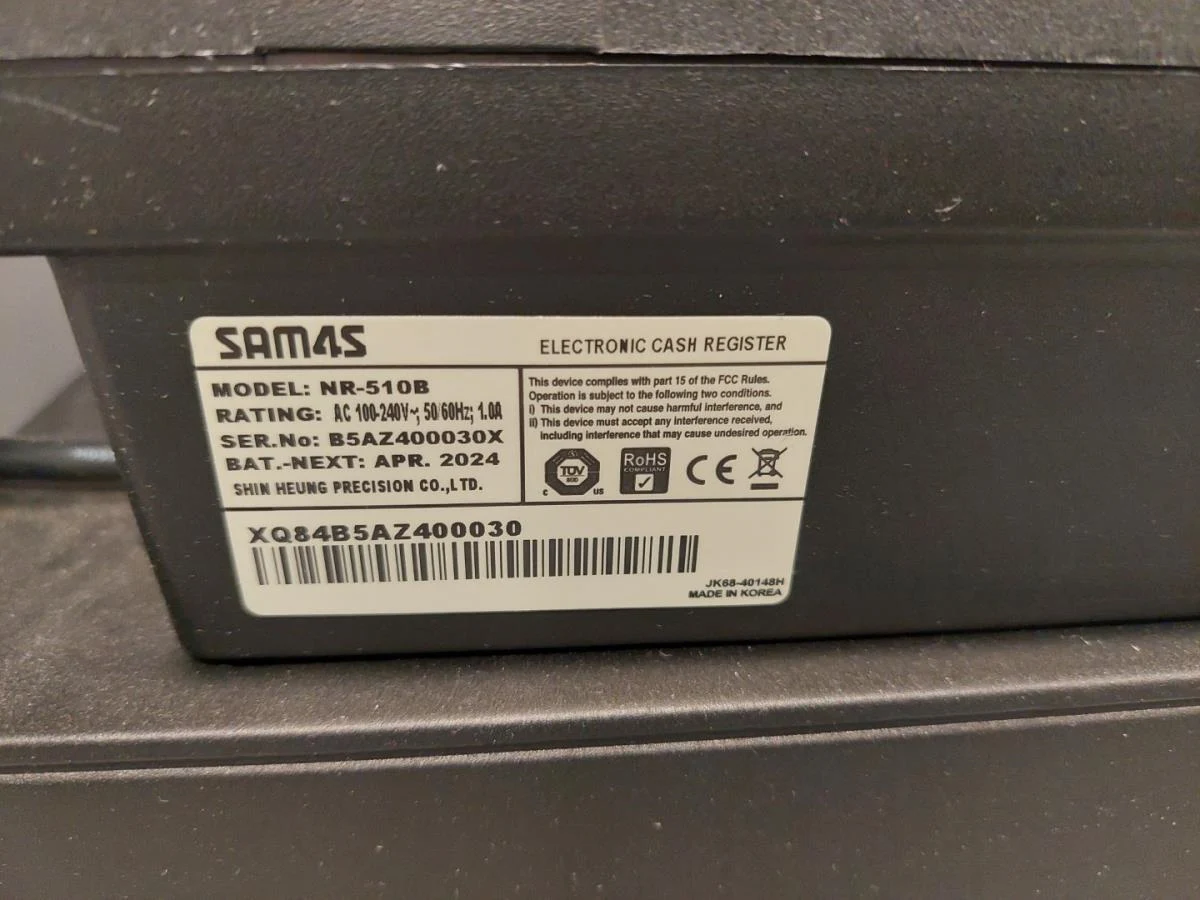 SAM4S
ELECTRONIC CASH REGISTER
MODEL: NR-510B
RATING: AC 100-240V~; 50/60Hz; 1.0A
SER.No: B5AZ400030X
BAT.-NEXT: APR. 2024
SHIN HEUNG PRECISION CO.,LTD.
This device complies with part 15 of the FCC Rules.
Operation is subject to the following two conditions.
i) This device may not cause harmful interference, and
ii) This device must accept any interference received,
including interference that may cause undesired operation.
c TÜV SÜD US
RoHS
COMPLIANT
CE
XQ84B5AZ400030
JK68-40148H
MADE IN KOREA